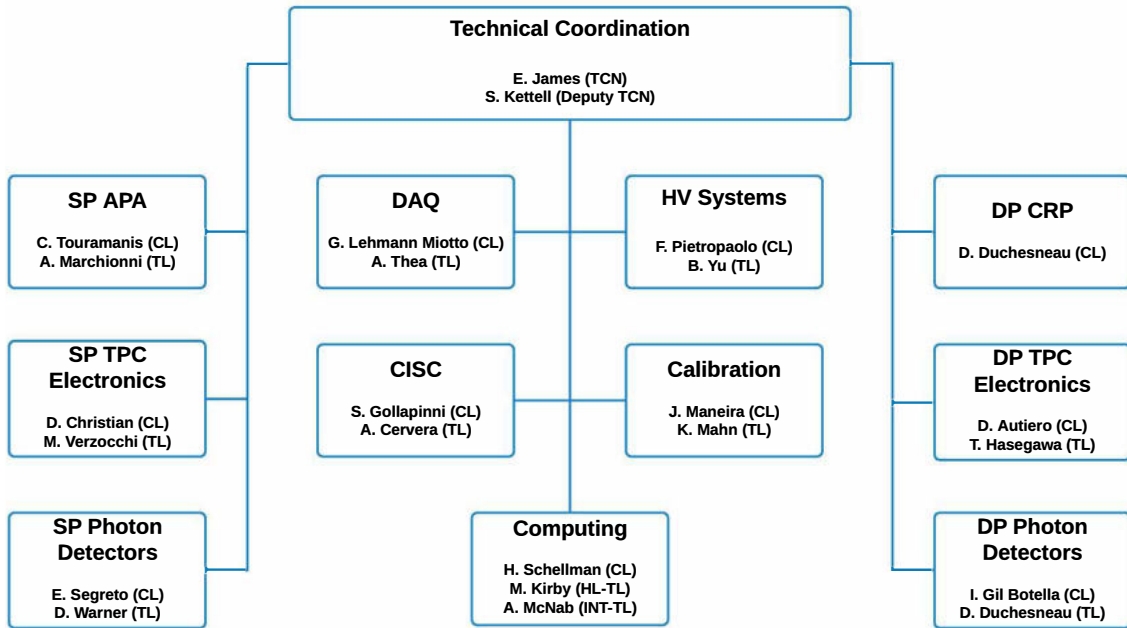 Technical Coordination
E. James (TCN)
S. Kettell (Deputy TCN)
SP APA
C. Touramanis (CL)
A. Marchionni (TL)
DAQ
G. Lehmann Miotto (CL)
A. Thea (TL)
HV Systems
F. Pietropaolo (CL)
B. Yu (TL)
DP CRP
D. Duchesneau (CL)
SP TPC
Electronics
D. Christian (CL)
M. Verzocchi (TL)
CISC
S. Gollapinni (CL)
A. Cervera (TL)
Calibration
J. Maneira (CL)
K. Mahn (TL)
DP TPC
Electronics
D. Autiero (CL)
T. Hasegawa (TL)
SP Photon
Detectors
E. Segreto (CL)
D. Warner (TL)
Computing
H. Schellman (CL)
M. Kirby (HL-TL)
A. McNab (INT-TL)
DP Photon
Detectors
I. Gil Botella (CL)
D. Duchesneau (TL)